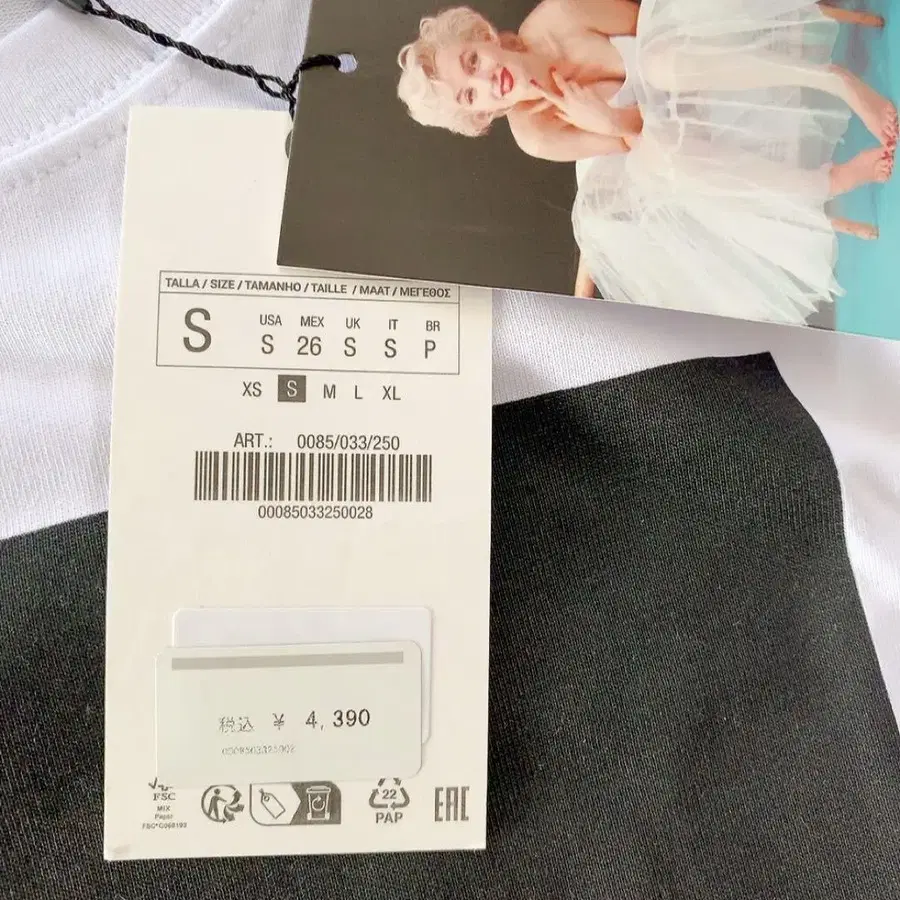 TALLA / SIZE / TAMANHO / TAILLE / MAAT / ΜΕΓΕΘΟΣ
S
USA MEX UK IT BR
S 26 S S P
XS S M L XL
ART.: 0085/033/250
00085033250028
税込 ¥ 4,390
FSC
MIX
Paper
22
PAP
EAC